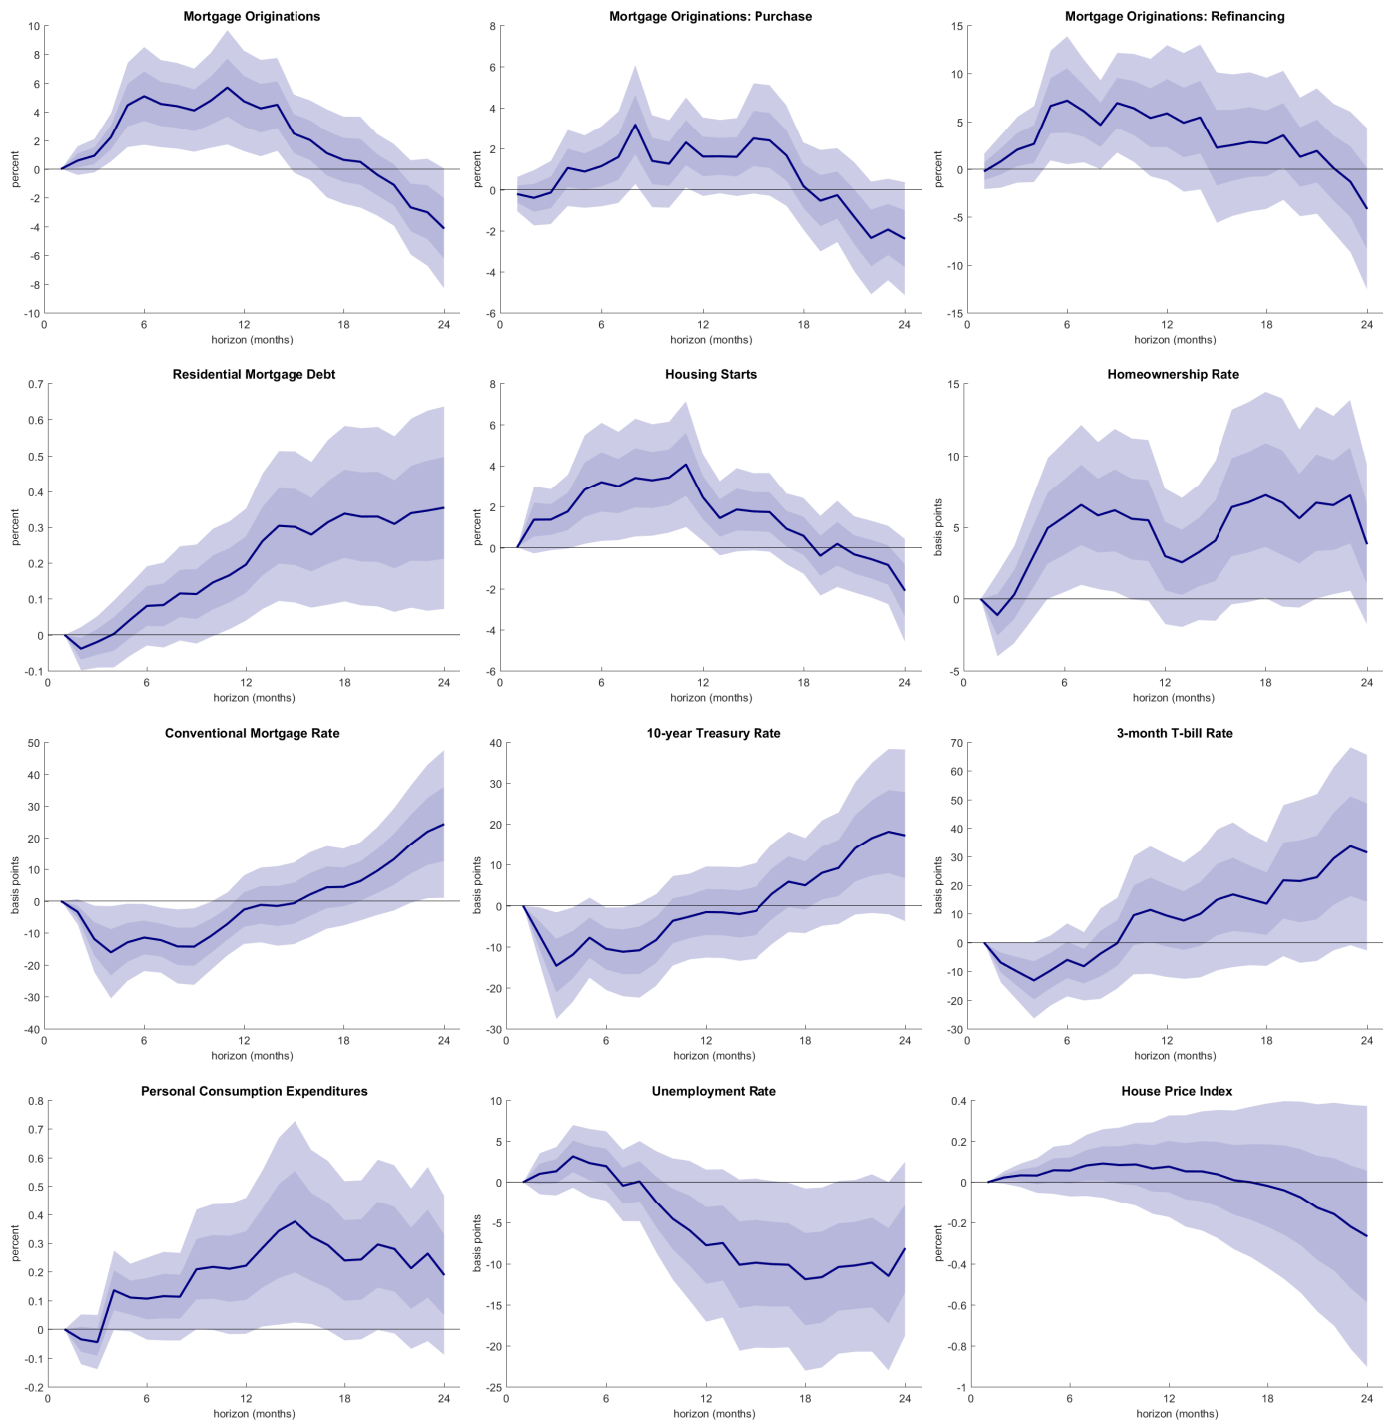 Mortgage Originations
percent
10
8
6
4
2
0
-2
-4
-6
-8
-10
0 6 12 18 24
horizon (months)
Mortgage Originations: Purchase
percent
8
6
4
2
0
-2
-4
-6
0 6 12 18 24
horizon (months)
Mortgage Originations: Refinancing
percent
15
10
5
0
-5
-10
-15
0 6 12 18 24
horizon (months)
Residential Mortgage Debt
percent
0.7
0.6
0.5
0.4
0.3
0.2
0.1
0
-0.1
0 6 12 18 24
horizon (months)
Housing Starts
percent
8
6
4
2
0
-2
-4
-6
0 6 12 18 24
horizon (months)
Homeownership Rate
basis points
15
10
5
0
-5
0 6 12 18 24
horizon (months)
Conventional Mortgage Rate
basis points
50
40
30
20
10
0
-10
-20
-30
-40
0 6 12 18 24
horizon (months)
10-year Treasury Rate
basis points
40
30
20
10
0
-10
-20
-30
0 6 12 18 24
horizon (months)
3-month T-bill Rate
basis points
70
60
50
40
30
20
10
0
-10
-20
-30
0 6 12 18 24
horizon (months)
Personal Consumption Expenditures
percent
0.8
0.7
0.6
0.5
0.4
0.3
0.2
0.1
0
-0.1
-0.2
0 6 12 18 24
horizon (months)
Unemployment Rate
basis points
10
5
0
-5
-10
-15
-20
-25
0 6 12 18 24
horizon (months)
House Price Index
percent
0.4
0.2
0
-0.2
-0.4
-0.6
-0.8
-1
0 6 12 18 24
horizon (months)